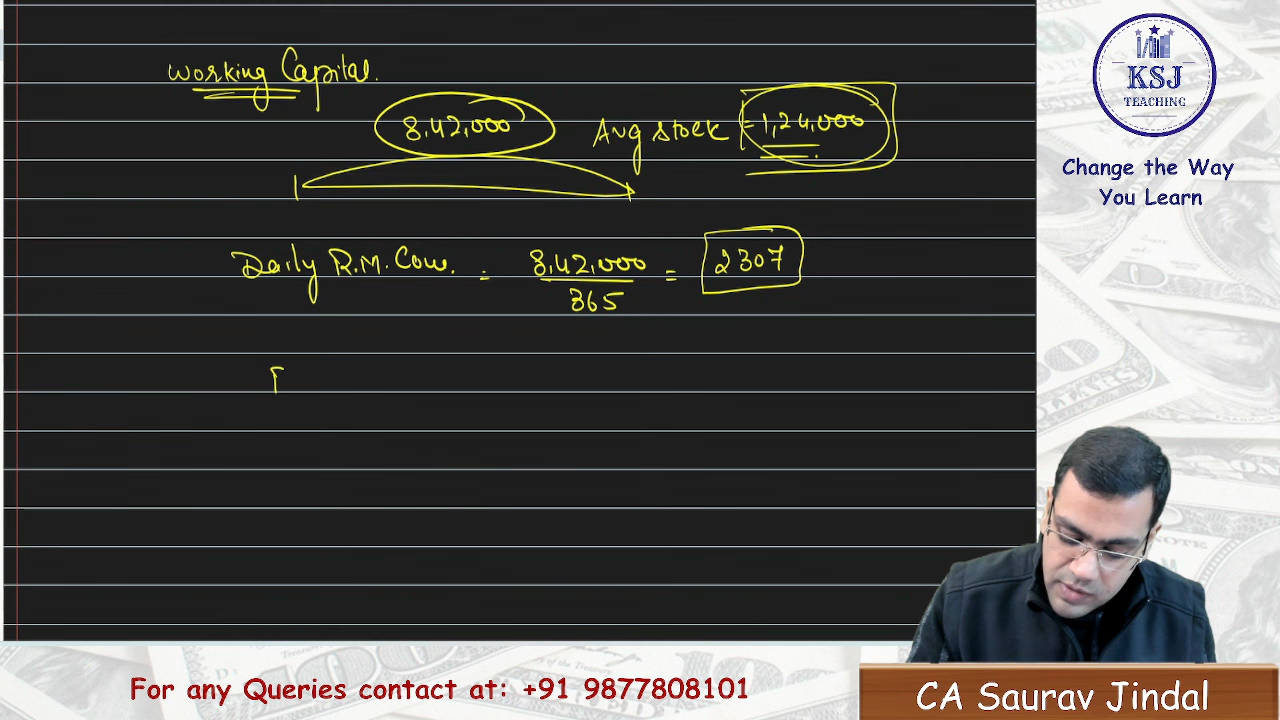 Working Capital.
8,42,000 Avg stock = 1,24,000
Daily R.M. Con. = 8,42,000 / 365 = 2307
KSJ
TEACHING
Change the Way
You Learn
For any Queries contact at: +91 9877808101
CA Saurav Jindal